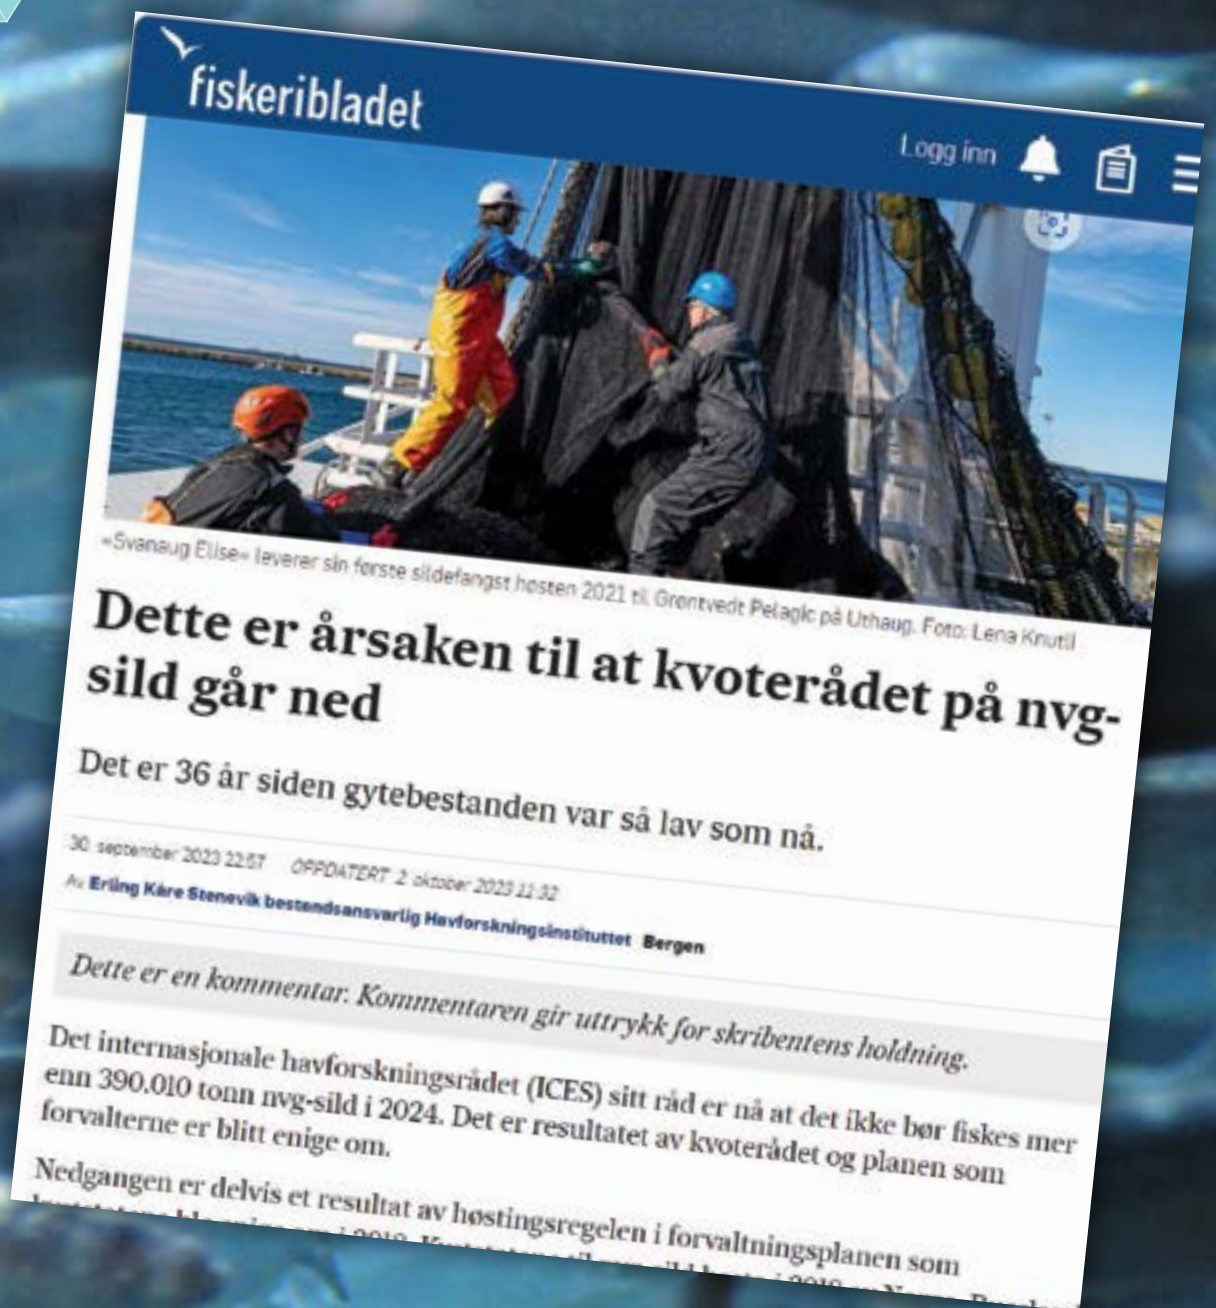 fiskeribladet
Logg inn
«Svanaug Elise» leverer sin første sildefangst høsten 2021 til Grøntvedt Pelagic på Uthaug. Foto: Lena Knutli
Dette er årsaken til at kvoterådet på nvg-
sild går ned
Det er 36 år siden gytebestanden var så lav som nå.
30. september 2023 22:57 OPPDATERT 2. oktober 2023 11:32
Av Erling Kåre Stenevik bestandsansvarlig Havforskningsinstituttet Bergen
Dette er en kommentar. Kommentaren gir uttrykk for skribentens holdning.
Det internasjonale havforskningsrådet (ICES) sitt råd er nå at det ikke bør fiskes mer
enn 390.010 tonn nvg-sild i 2024. Det er resultatet av kvoterådet og planen som
forvalterne er blitt enige om.
Nedgangen er delvis et resultat av høstingsregelen i forvaltningsplanen som